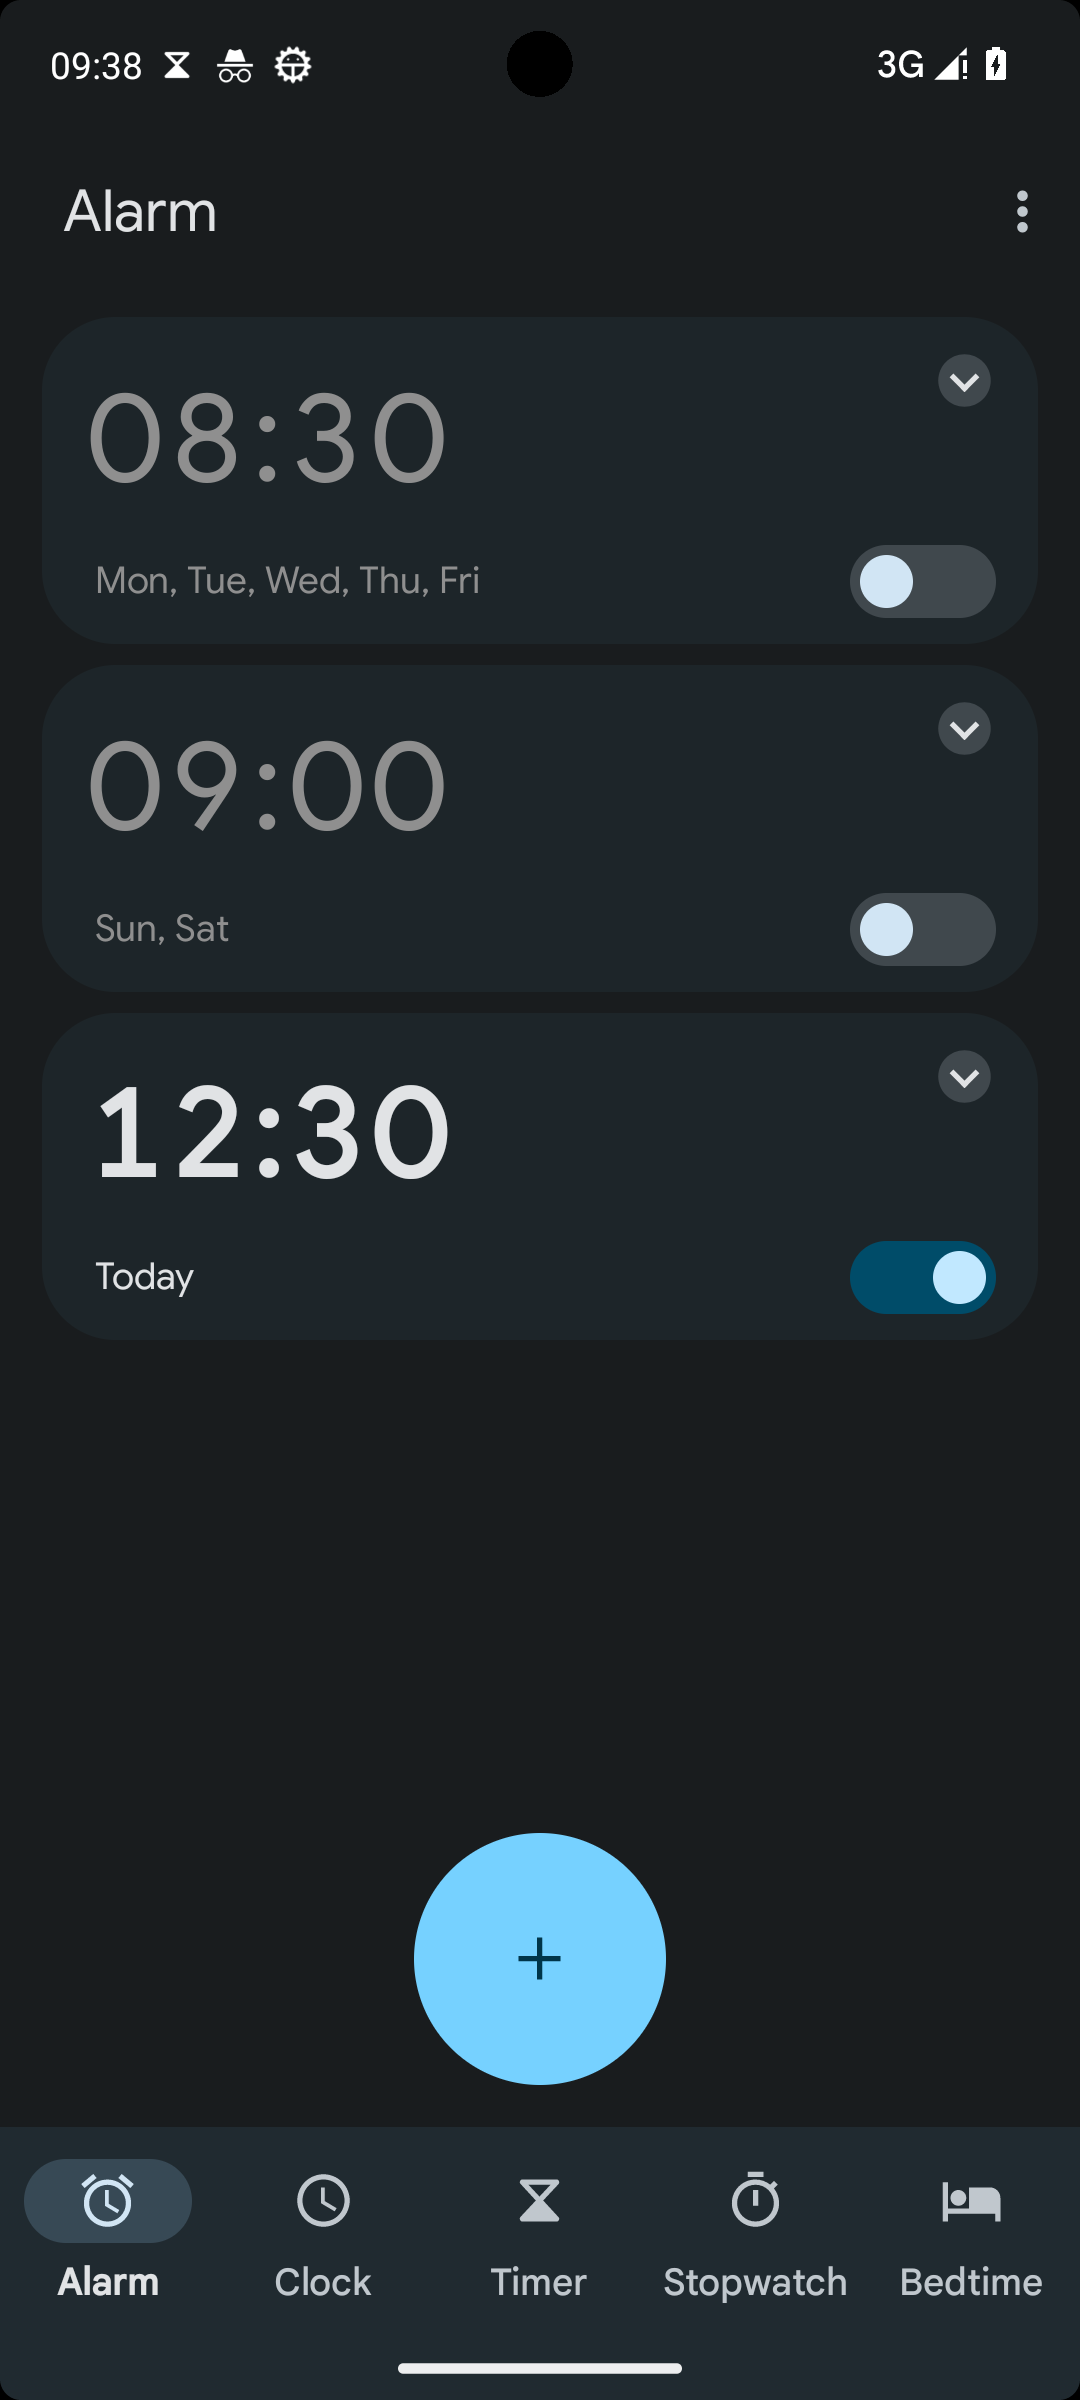 09:38
3G
Alarm
08:30
Mon, Tue, Wed, Thu, Fri
09:00
Sun, Sat
12:30
Today
Alarm
Clock
Timer
Stopwatch
Bedtime